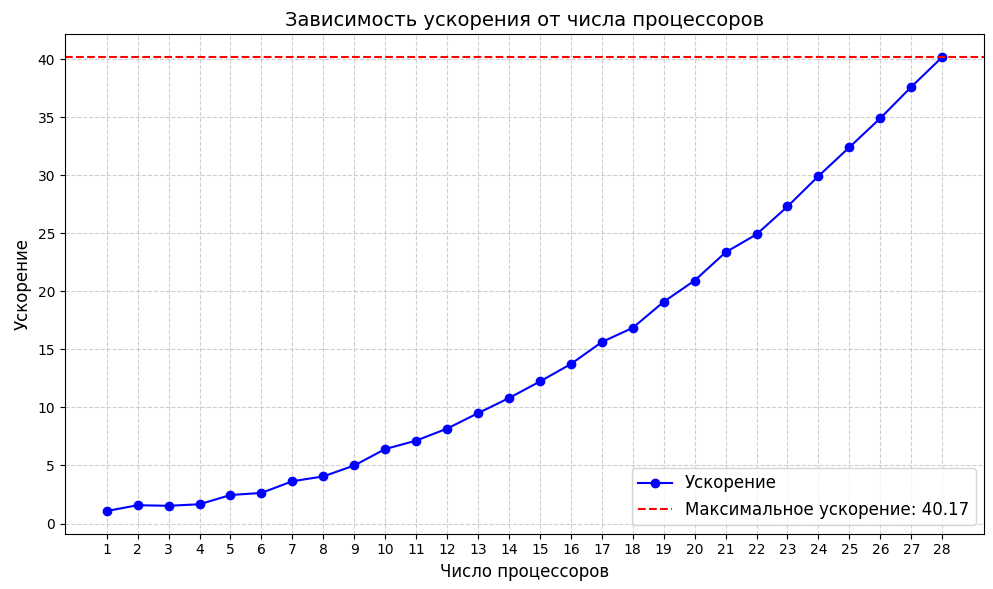 Зависимость ускорения от числа процессоров
Ускорение
40
35
30
25
20
15
10
5
0
Ускорение
Максимальное ускорение: 40.17
1 2 3 4 5 6 7 8 9 10 11 12 13 14 15 16 17 18 19 20 21 22 23 24 25 26 27 28
Число процессоров